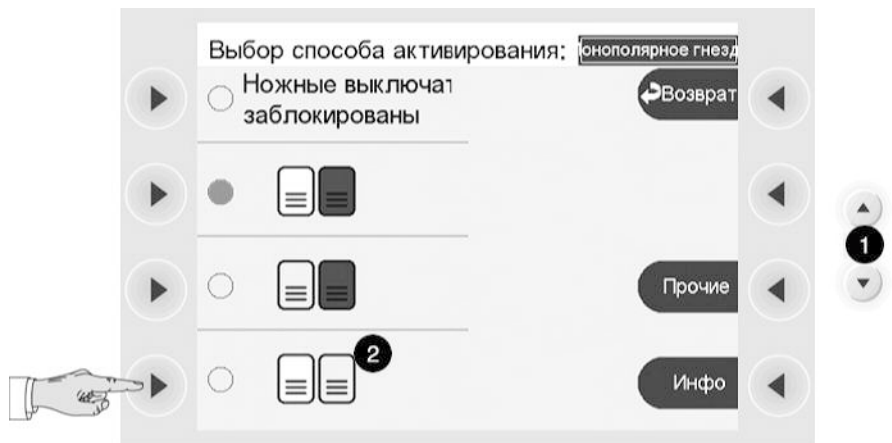 Выбор способа активирования: онополярное гнезд
Ножные выключат
заблокированы
Возврат
1
Прочие
2
Инфо